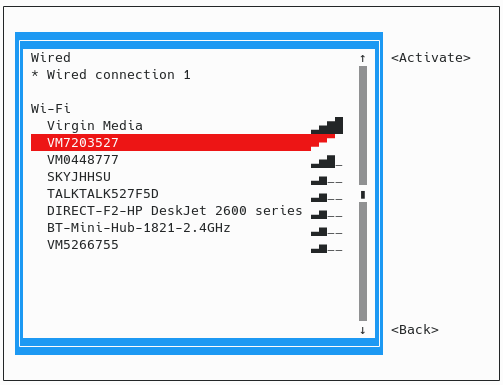 Wired
* Wired connection 1
Wi-Fi
Virgin Media
VM7203527
VM0448777
SKYJHHSU
TALKTALK527F5D
DIRECT-F2-HP DeskJet 2600 series
BT-Mini-Hub-1821-2.4GHz
VM5266755
↑
↓
<Activate>
<Back>